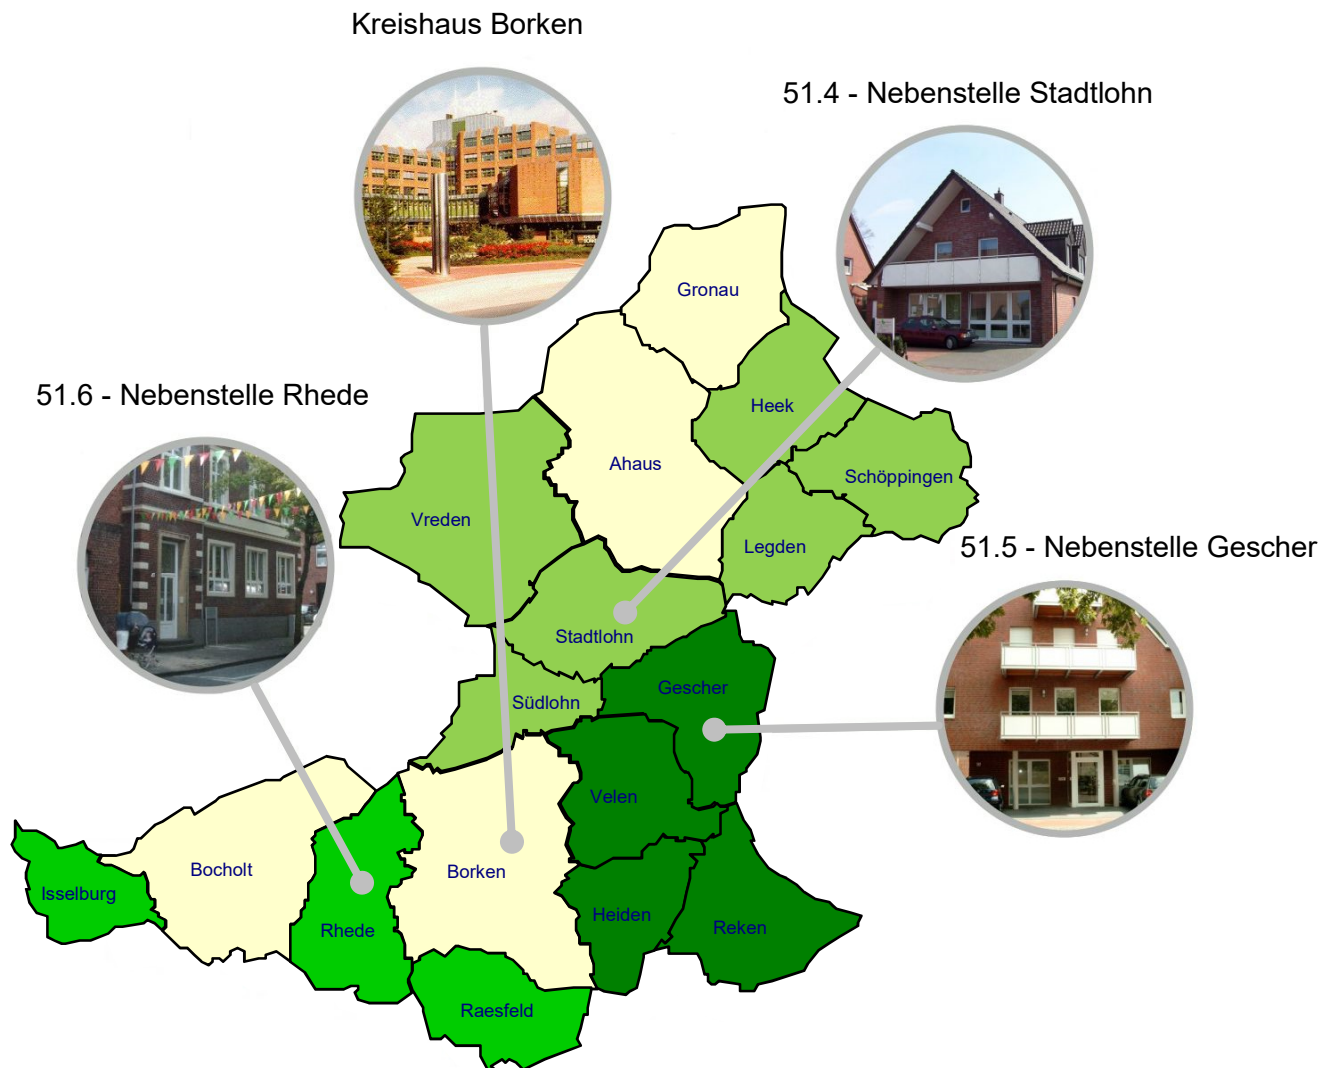 Kreishaus Borken
51.4 - Nebenstelle Stadtlohn
Gronau
51.6 - Nebenstelle Rhede
Heek
Ahaus
Schöppingen
Vreden
Legden
51.5 - Nebenstelle Gescher
Stadtlohn
Gescher
Südlohn
Velen
Bocholt
Borken
Isselburg
Heiden
Reken
Rhede
Raesfeld